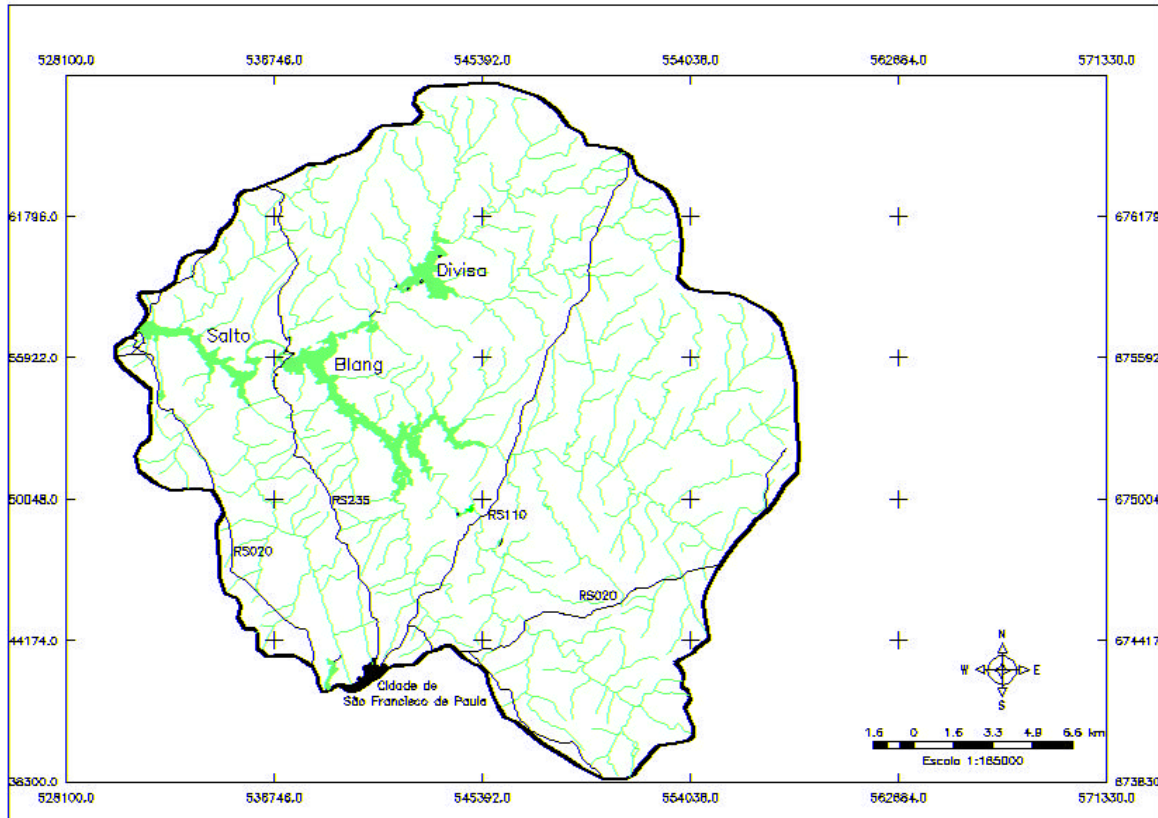 528100.0 536746.0 545392.0 554038.0 562684.0 571330.0
61796.0 676179
Divisa
Salto
55922.0 675592
Blang
50048.0 675004
RS235
RS110
RS020
RS020
44174.0 674417
N
W E
S
Cidade de
São Francisco de Paula
1.6 0 1.6 3.3 4.9 6.6 km
Escala 1:165000
38300.0 673830
528100.0 536746.0 545392.0 554038.0 562684.0 571330.0